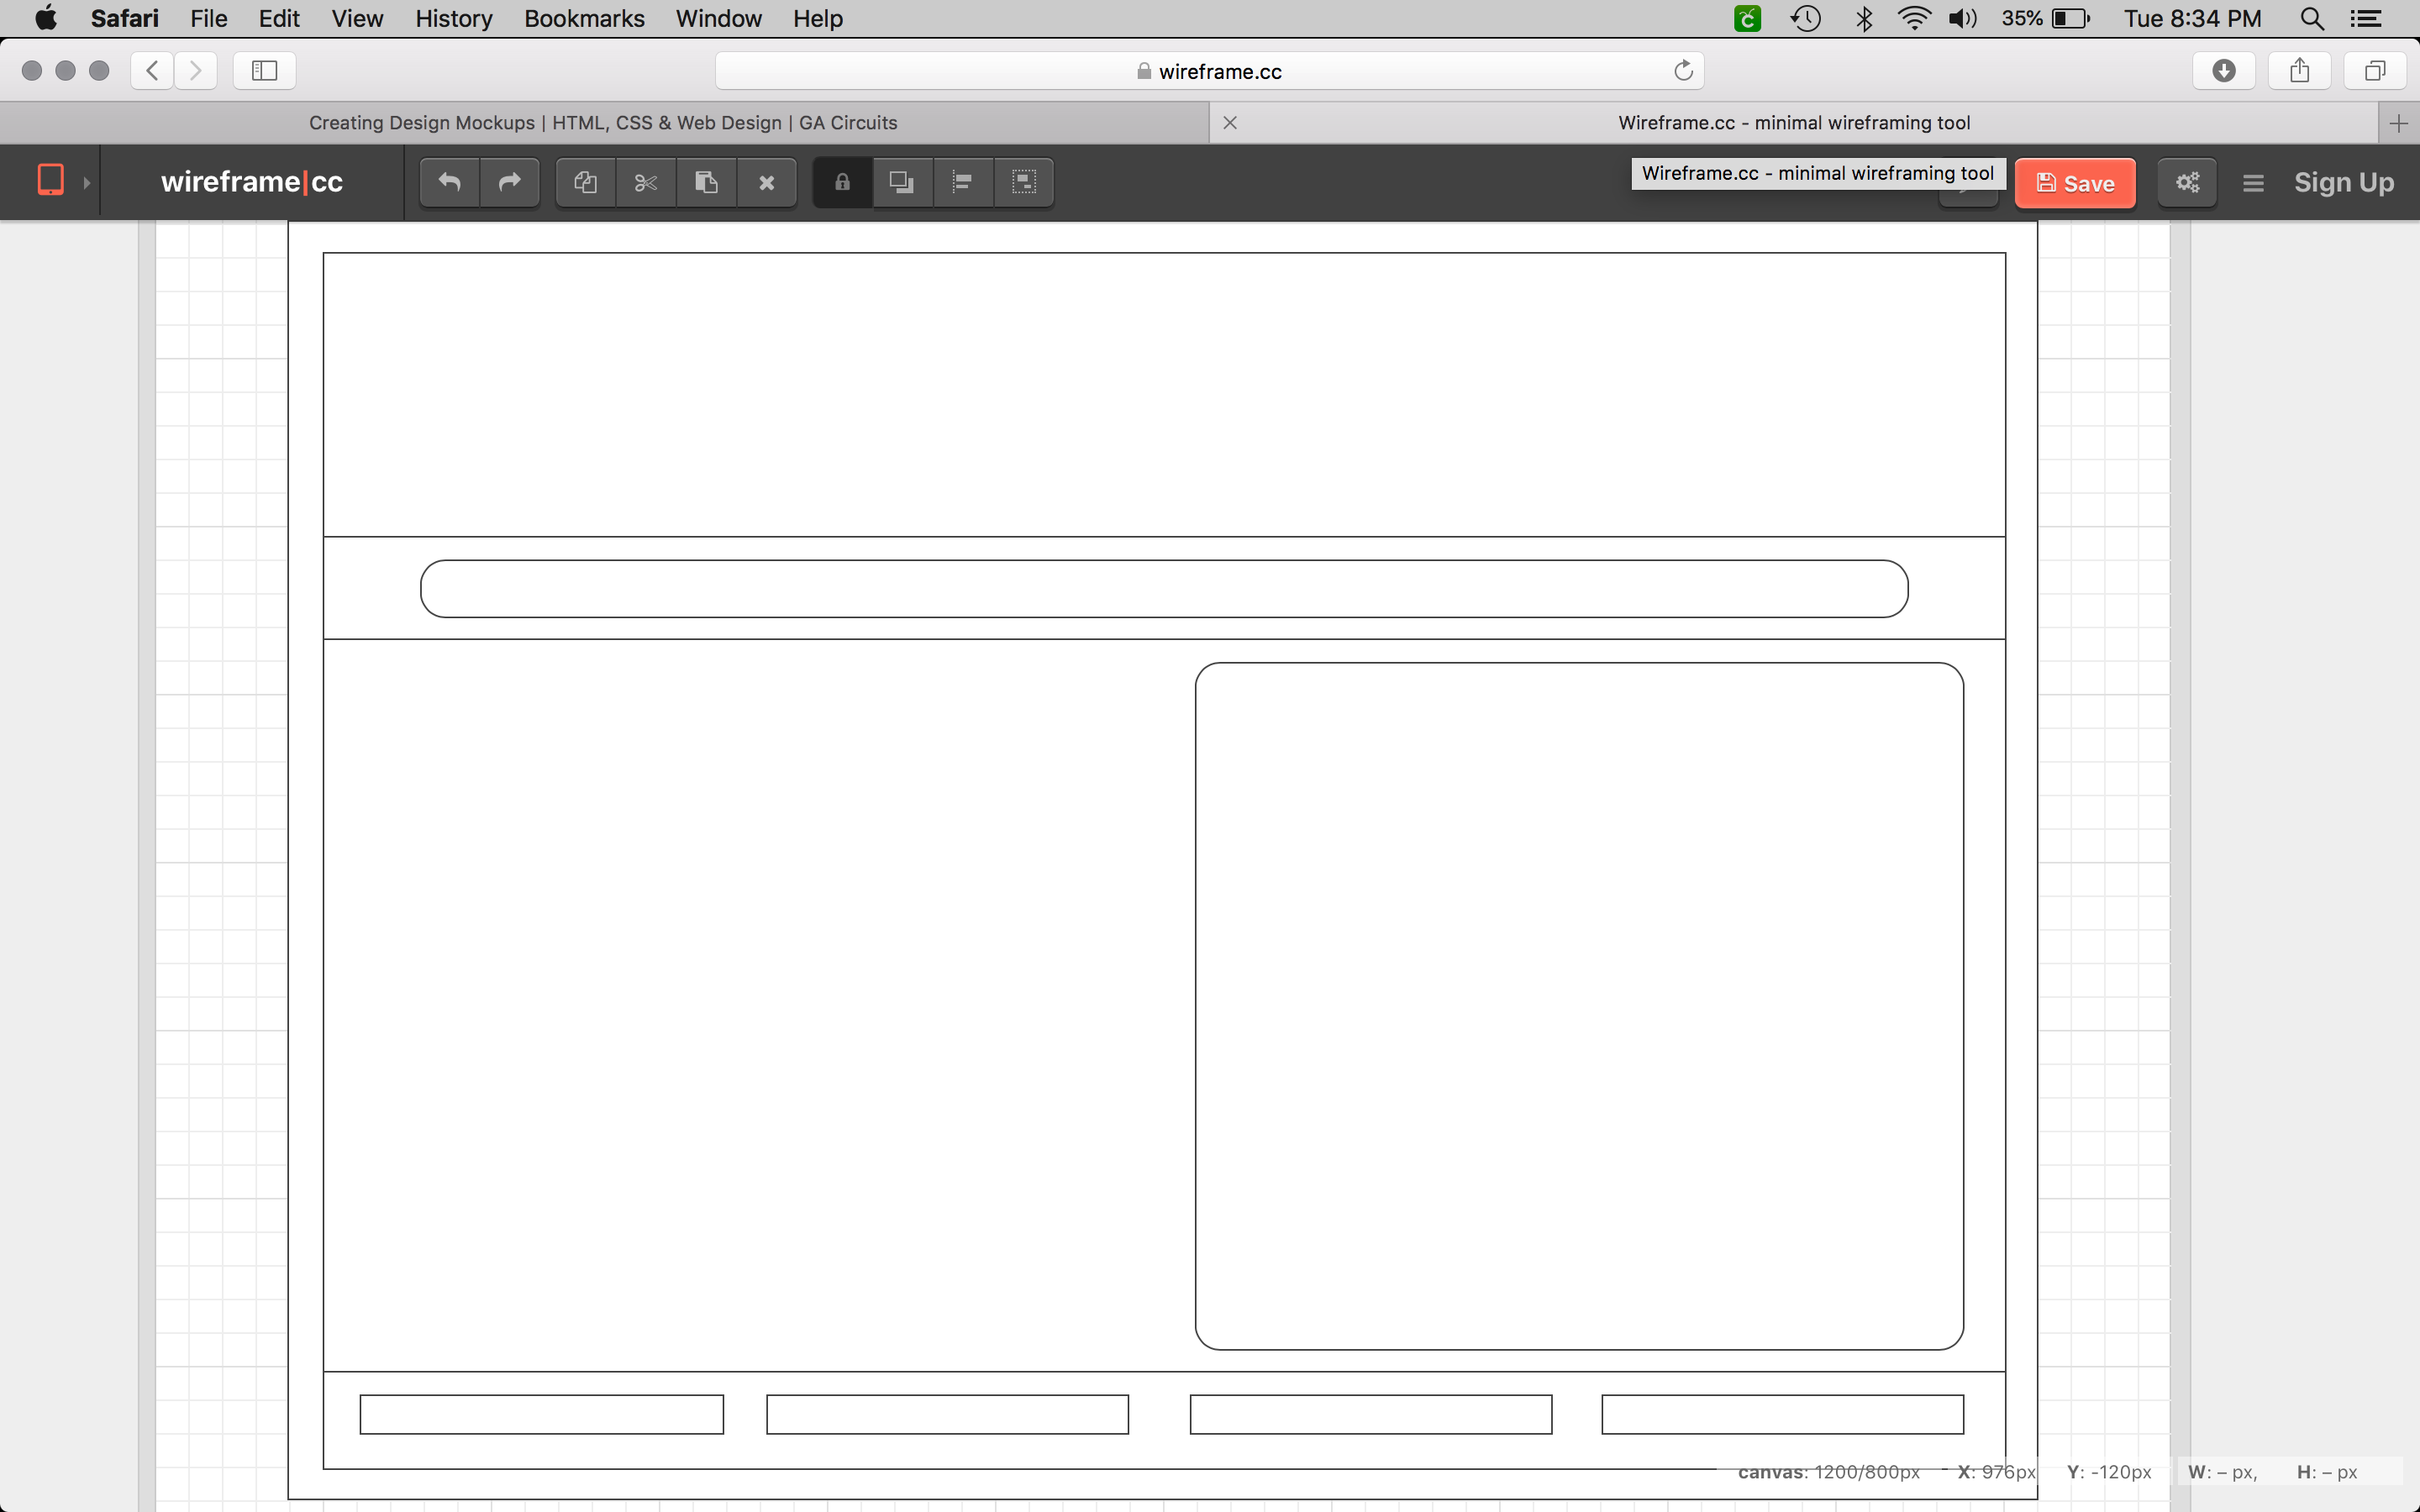 Safari File Edit View History Bookmarks Window Help 35% Tue 8:34 PM
wireframe.cc
Creating Design Mockups | HTML, CSS & Web Design | GA Circuits
Wireframe.cc - minimal wireframing tool
wireframe|cc
Wireframe.cc - minimal wireframing tool
Save
Sign Up
canvas: 1200/800px - X: 976px Y: -120px W: – px, H: – px